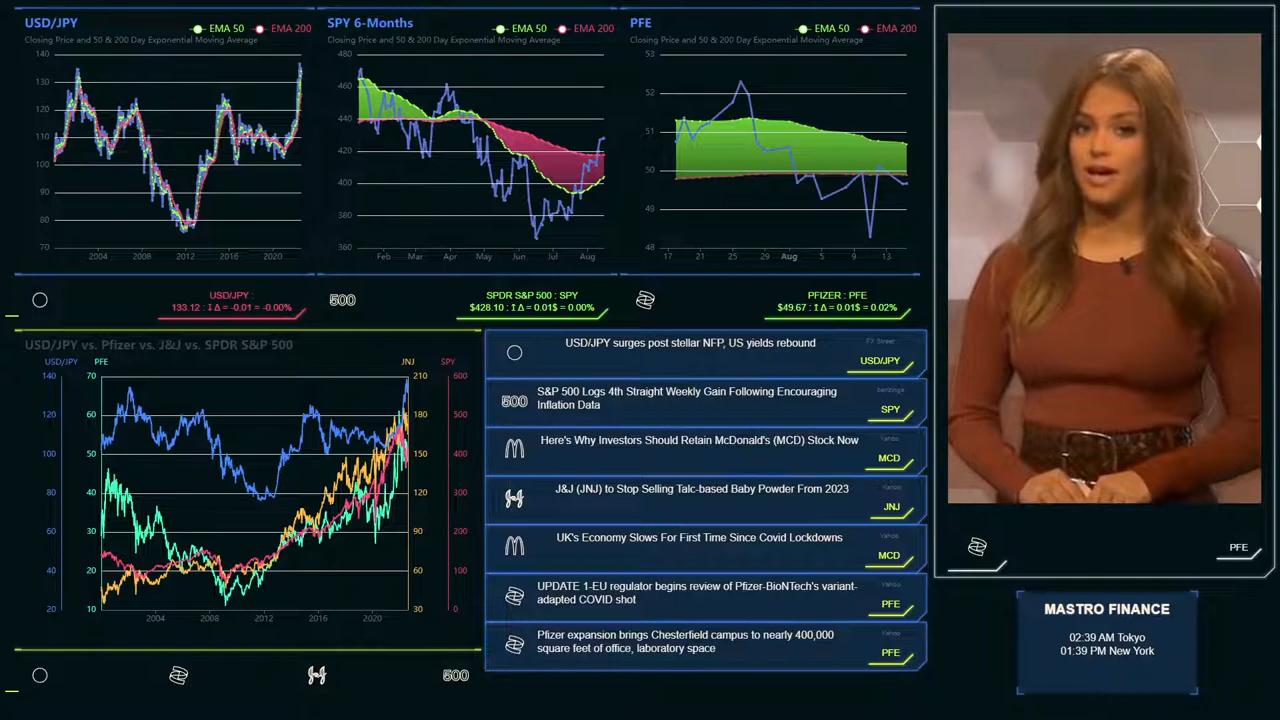 USD/JPY
EMA 50
EMA 200
Closing Price and 50 & 200 Day Exponential Moving Average
140
130
120
110
100
90
80
70
2004
2008
2012
2016
2020
SPY 6-Months
EMA 50
EMA 200
Closing Price and 50 & 200 Day Exponential Moving Average
480
460
440
420
400
380
360
Feb
Mar
Apr
May
Jun
Jul
Aug
PFE
EMA 50
EMA 200
Closing Price and 50 & 200 Day Exponential Moving Average
53
52
51
50
49
48
17
21
25
29
Aug
5
9
13
USD/JPY :
133.12 : I Δ = -0.01 = -0.00%
500
SPDR S&P 500 : SPY
$428.10 : I Δ = 0.01$ = 0.00%
PFIZER : PFE
$49.67 : I Δ = 0.01$ = 0.02%
USD/JPY vs. Pfizer vs. J&J vs. SPDR S&P 500
USD/JPY
PFE
JNJ
SPY
140
120
100
80
60
40
20
70
60
50
40
30
20
10
210
180
150
120
90
60
30
600
500
400
300
200
100
0
2004
2008
2012
2016
2020
500
USD/JPY surges post stellar NFP, US yields rebound
FX Street
USD/JPY
500
S&P 500 Logs 4th Straight Weekly Gain Following Encouraging
Inflation Data
benzinga
SPY
Here's Why Investors Should Retain McDonald's (MCD) Stock Now
Yahoo
MCD
J&J (JNJ) to Stop Selling Talc-based Baby Powder From 2023
Yahoo
JNJ
UK's Economy Slows For First Time Since Covid Lockdowns
Yahoo
MCD
UPDATE 1-EU regulator begins review of Pfizer-BioNTech's variant-
adapted COVID shot
Yahoo
PFE
Pfizer expansion brings Chesterfield campus to nearly 400,000
square feet of office, laboratory space
Yahoo
PFE
PFE
MASTRO FINANCE
02:39 AM Tokyo
01:39 PM New York